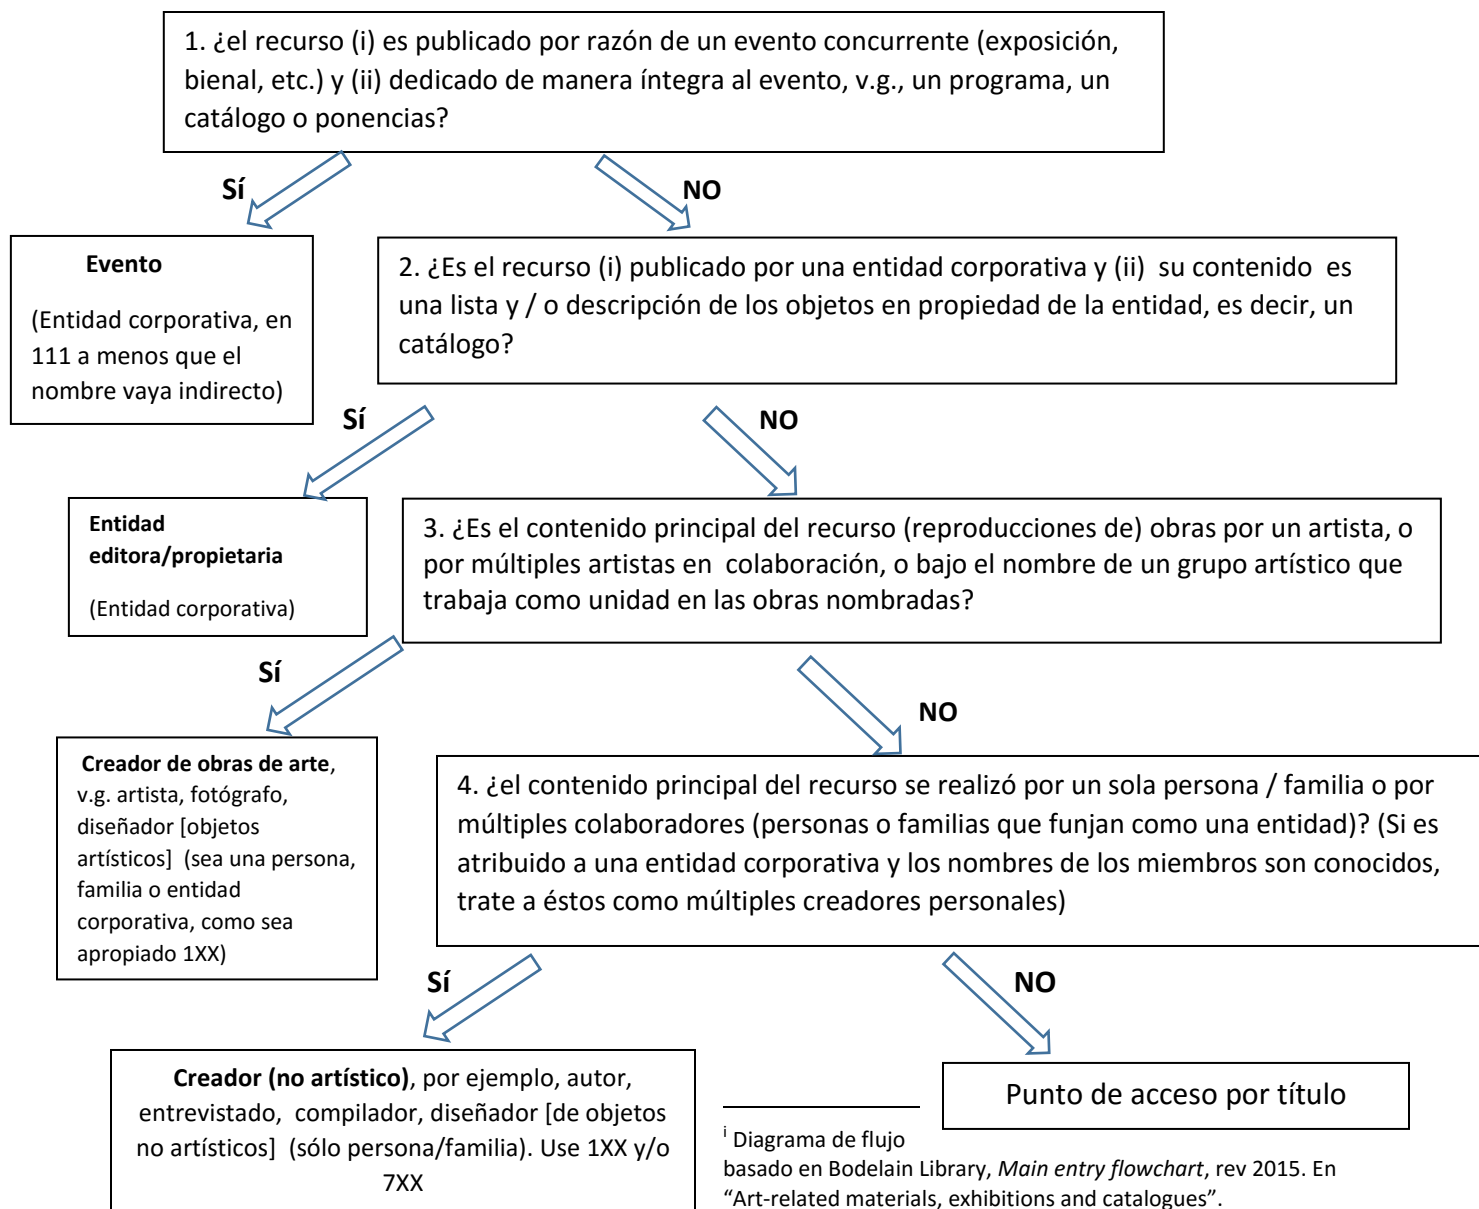 1. ¿el recurso (i) es publicado por razón de un evento concurrente (exposición,
bienal, etc.) y (ii) dedicado de manera íntegra al evento, v.g., un programa, un
catálogo o ponencias?
Sí
NO
Evento
(Entidad corporativa, en
111 a menos que el
nombre vaya indirecto)
2. ¿Es el recurso (i) publicado por una entidad corporativa y (ii) su contenido es
una lista y / o descripción de los objetos en propiedad de la entidad, es decir, un
catálogo?
Sí
NO
Entidad
editora/propietaria
(Entidad corporativa)
3. ¿Es el contenido principal del recurso (reproducciones de) obras por un artista, o
por múltiples artistas en colaboración, o bajo el nombre de un grupo artístico que
trabaja como unidad en las obras nombradas?
Sí
NO
Creador de obras de arte,
v.g. artista, fotógrafo,
diseñador [objetos
artísticos] (sea una persona,
familia o entidad
corporativa, como sea
apropiado 1XX)
4. ¿el contenido principal del recurso se realizó por un sola persona / familia o por
múltiples colaboradores (personas o familias que funjan como una entidad)? (Si es
atribuido a una entidad corporativa y los nombres de los miembros son conocidos,
trate a éstos como múltiples creadores personales)
Sí
NO
Creador (no artístico), por ejemplo, autor,
entrevistado, compilador, diseñador [de objetos
no artísticos] (sólo persona/familia). Use 1XX y/o
7XX
Punto de acceso por título
i Diagrama de flujo
basado en Bodelain Library, Main entry flowchart, rev 2015. En
“Art-related materials, exhibitions and catalogues”.